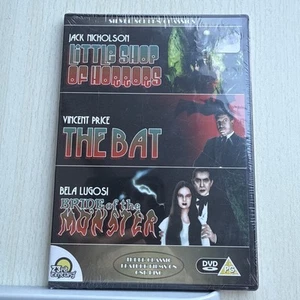 JACK NICHOLSON
LITTLE SHOP
OF HORRORS
VINCENT PRICE
THE BAT
BELA LUGOSI
BRIDE of the
MONSTER
DVD
PG